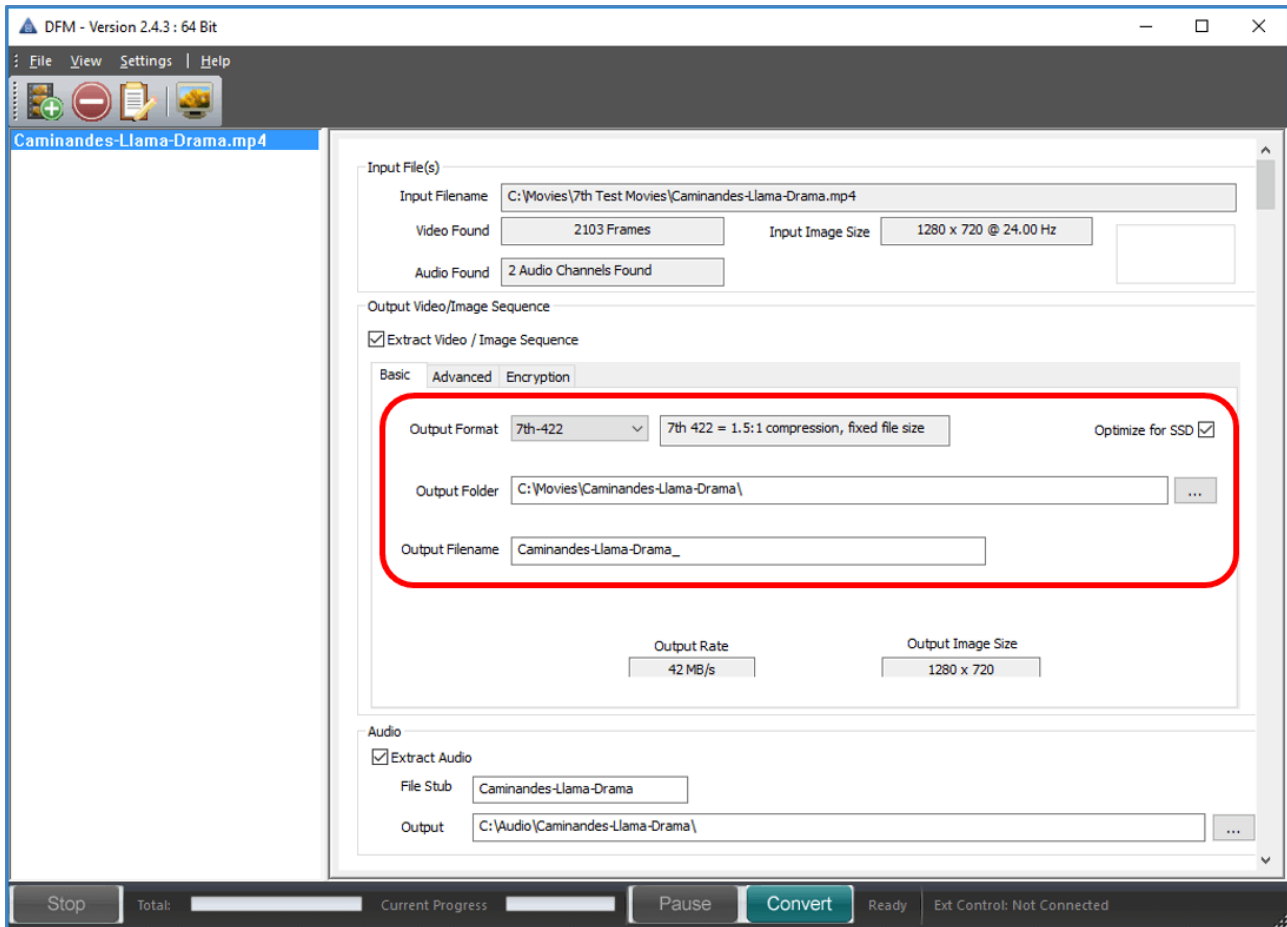 DFM - Version 2.4.3 : 64 Bit
File View Settings | Help
Caminandes-Llama-Drama.mp4
Input File(s)
Input Filename C:\Movies\7th Test Movies\Caminandes-Llama-Drama.mp4
Video Found 2103 Frames Input Image Size 1280 x 720 @ 24.00 Hz
Audio Found 2 Audio Channels Found
Output Video/Image Sequence
Extract Video / Image Sequence
Basic Advanced Encryption
Output Format 7th-422 7th 422 = 1.5:1 compression, fixed file size Optimize for SSD
Output Folder C:\Movies\Caminandes-Llama-Drama\ ...
Output Filename Caminandes-Llama-Drama_
Output Rate Output Image Size
42 MB/s 1280 x 720
Audio
Extract Audio
File Stub Caminandes-Llama-Drama
Output C:\Audio\Caminandes-Llama-Drama\ ...
Stop Total: Current Progress Pause Convert Ready Ext Control: Not Connected